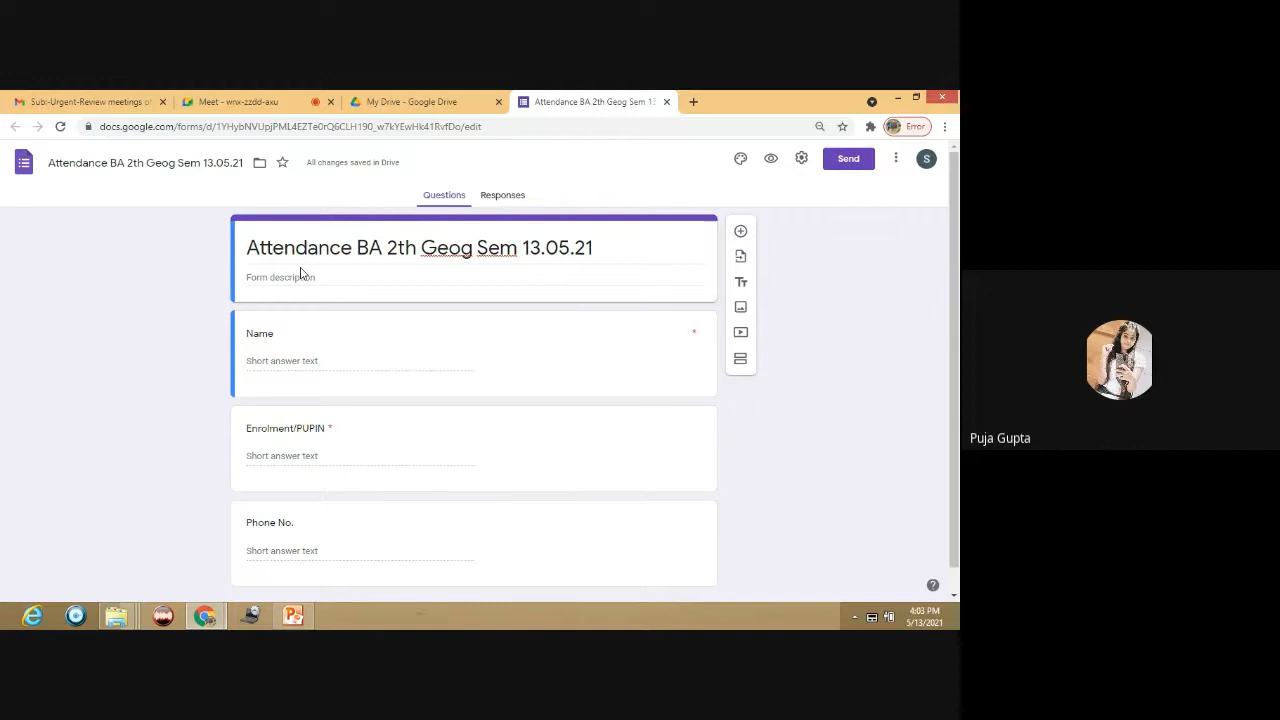 Sub:-Urgent-Review meetings of
Meet - wnx-zzdd-axu
My Drive - Google Drive
Attendance BA 2th Geog Sem 13
docs.google.com/forms/d/1YHybNVUpjPML4EZTe0rQ6CLH190_w7kYEwHk41RvfDo/edit
Error
Attendance BA 2th Geog Sem 13.05.21
All changes saved in Drive
Send
S
Questions
Responses
Attendance BA 2th Geog Sem 13.05.21
Form description
Name *
Short answer text
Enrolment/PUPIN *
Short answer text
Phone No.
Short answer text
Puja Gupta
4:03 PM
5/13/2021